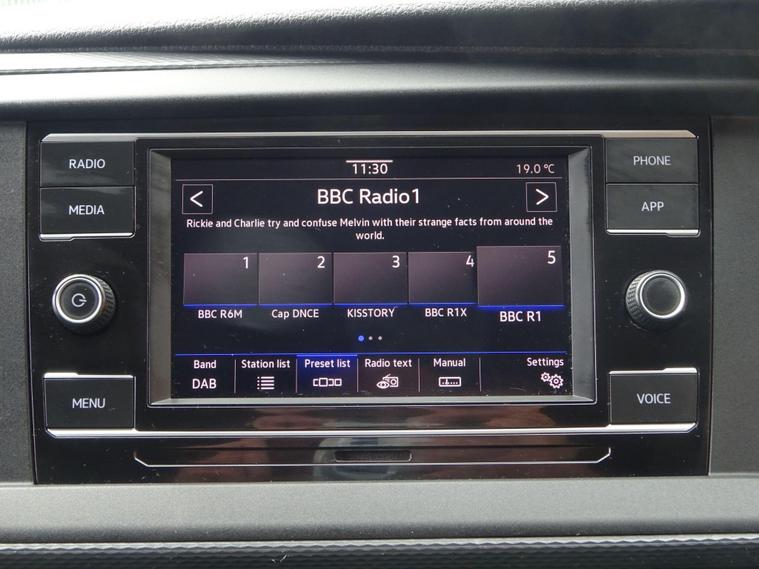 RADIO
MEDIA
MENU
11:30
19.0 °C
<
BBC Radio1
>
Rickie and Charlie try and confuse Melvin with their strange facts from around the
world.
1
2
3
4
5
BBC R6M
Cap DNCE
KISSTORY
BBC R1X
BBC R1
Band
Station list
Preset list
Radio text
Manual
Settings
DAB
PHONE
APP
VOICE